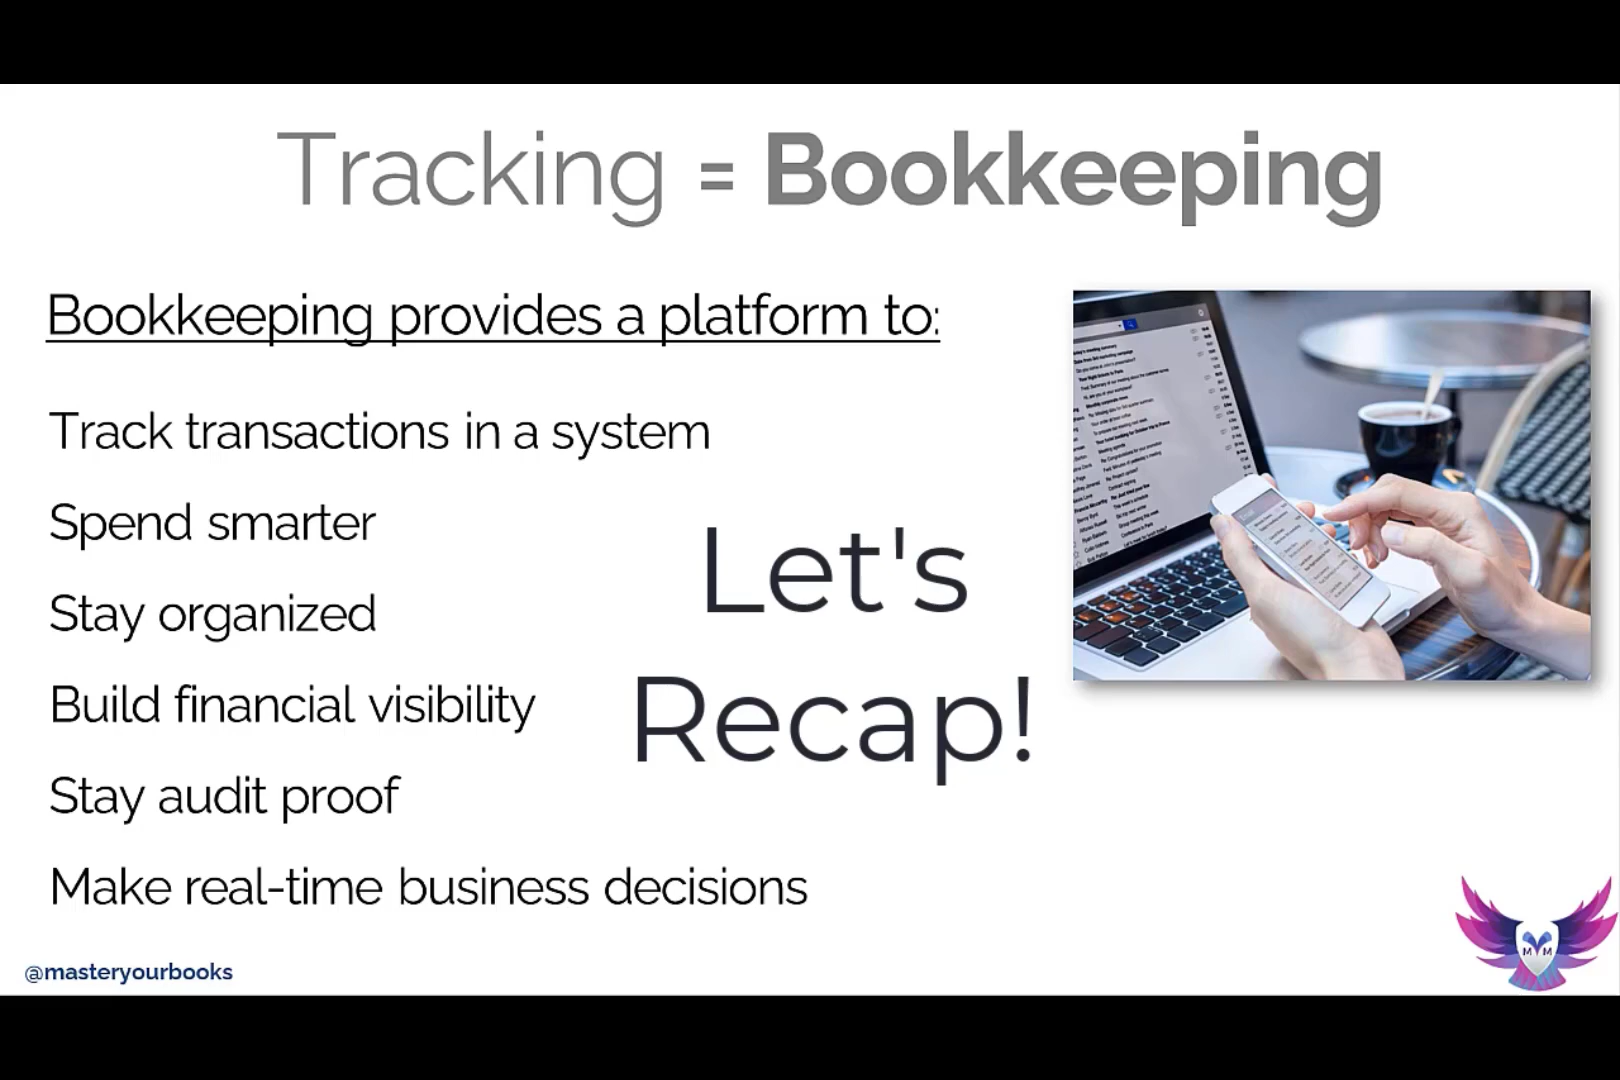 Tracking = Bookkeeping
Bookkeeping provides a platform to:
Track transactions in a system
Spend smarter
Stay organized
Build financial visibility
Stay audit proof
Make real-time business decisions
Let's
Recap!
@masteryourbooks
M M